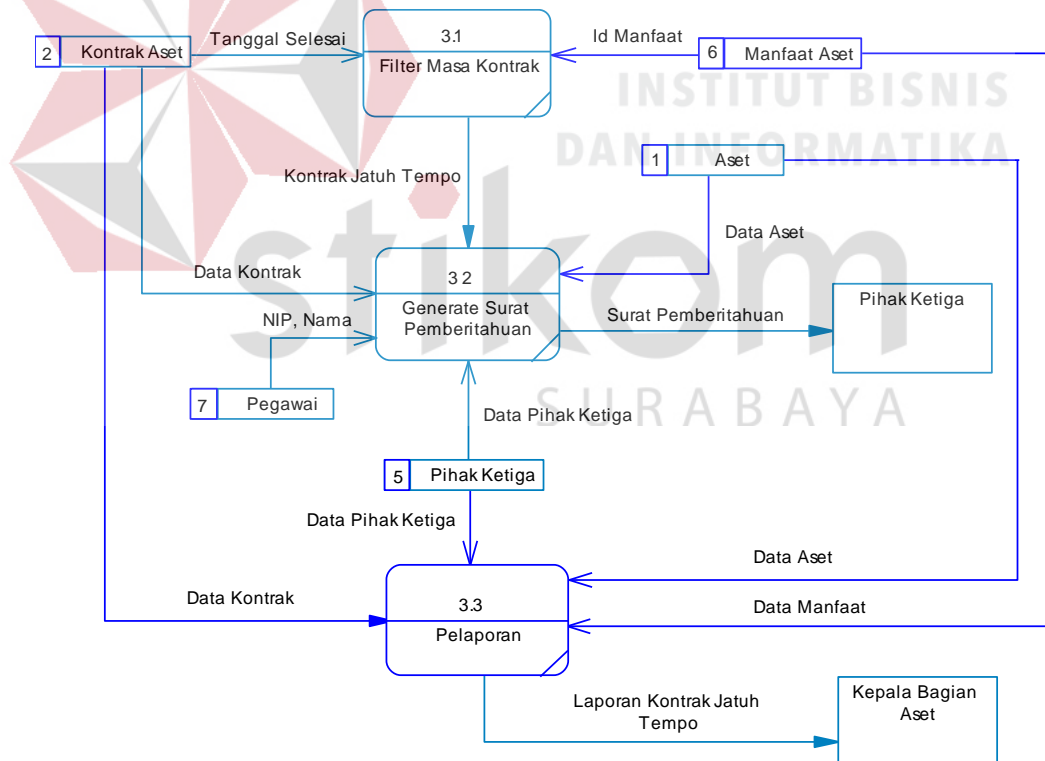 3.1
2
Kontrak Aset
Tanggal Selesai
Filter Masa Kontrak
Id Manfaat
6
Manfaat Aset
INSTITUT BISNIS
DAN INFORMATIKA
1
Aset
Kontrak Jatuh Tempo
Data Aset
stikom
SURABAYA
Data Kontrak
3 2
Generate Surat
Pemberitahuan
NIP, Nama
Surat Pemberitahuan
Pihak Ketiga
7
Pegawai
Data Pihak Ketiga
5
Pihak Ketiga
Data Pihak Ketiga
Data Aset
Data Kontrak
3.3
Pelaporan
Data Manfaat
Laporan Kontrak Jatuh
Tempo
Kepala Bagian
Aset